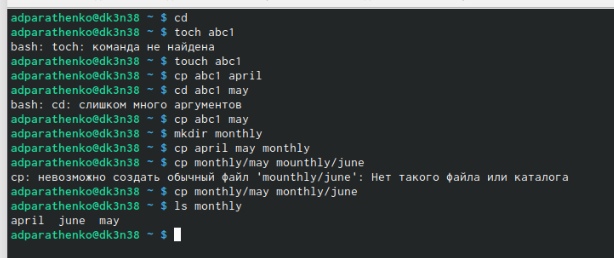 adparathenko@dk3n38 ~ $ cd
adparathenko@dk3n38 ~ $ toch abc1
bash: toch: команда не найдена
adparathenko@dk3n38 ~ $ touch abc1
adparathenko@dk3n38 ~ $ cp abc1 april
adparathenko@dk3n38 ~ $ cd abc1 may
bash: cd: слишком много аргументов
adparathenko@dk3n38 ~ $ cp abc1 may
adparathenko@dk3n38 ~ $ mkdir monthly
adparathenko@dk3n38 ~ $ cp april may monthly
adparathenko@dk3n38 ~ $ cp monthly/may mounthly/june
cp: невозможно создать обычный файл 'mounthly/june': Нет такого файла или каталога
adparathenko@dk3n38 ~ $ cp monthly/may monthly/june
adparathenko@dk3n38 ~ $ ls monthly
april  june  may
adparathenko@dk3n38 ~ $